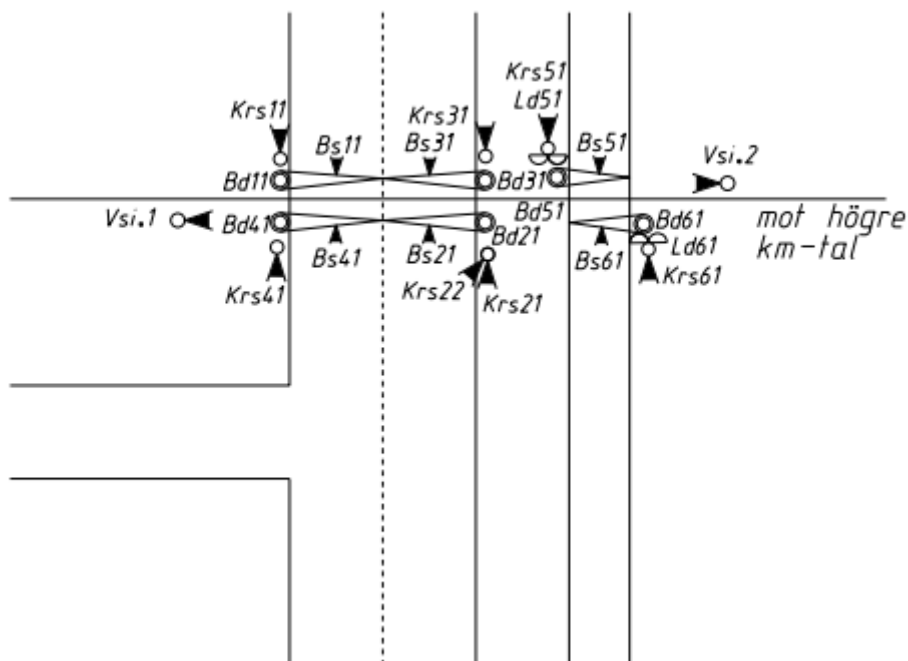 Krs51
Ld51
Krs11
Krs31
Bs11
Bs31
Bs51
Vsi.2
Bd11
Bd31
Vsi.1
Bd41
Bd51
Bd61
mot högre
km-tal
Bd21
Ld61
Bs41
Bs21
Bs61
Krs61
Krs41
Krs22
Krs21